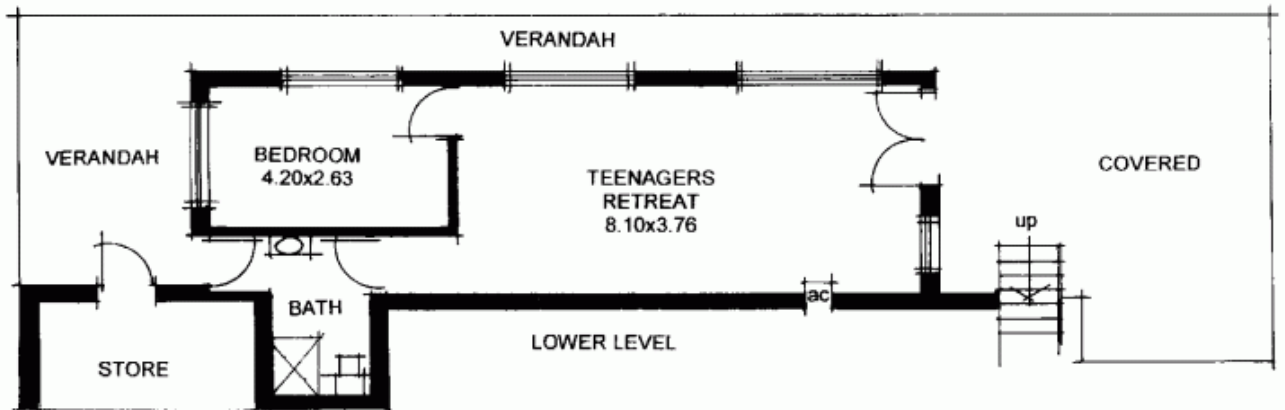 VERANDAH
VERANDAH
BEDROOM
4.20x2.63
TEENAGERS
RETREAT
8.10x3.76
COVERED
up
ac
BATH
LOWER LEVEL
STORE